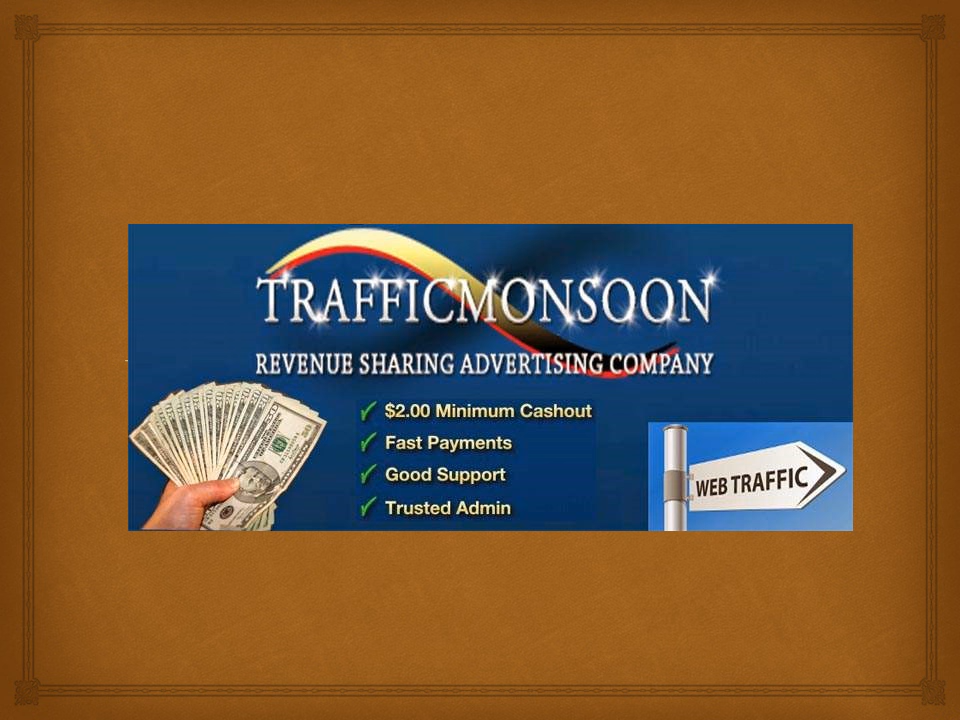 TRAFFICMONSOON
REVENUE SHARING ADVERTISING COMPANY
$2.00 Minimum Cashout
Fast Payments
Good Support
Trusted Admin
WEB TRAFFIC